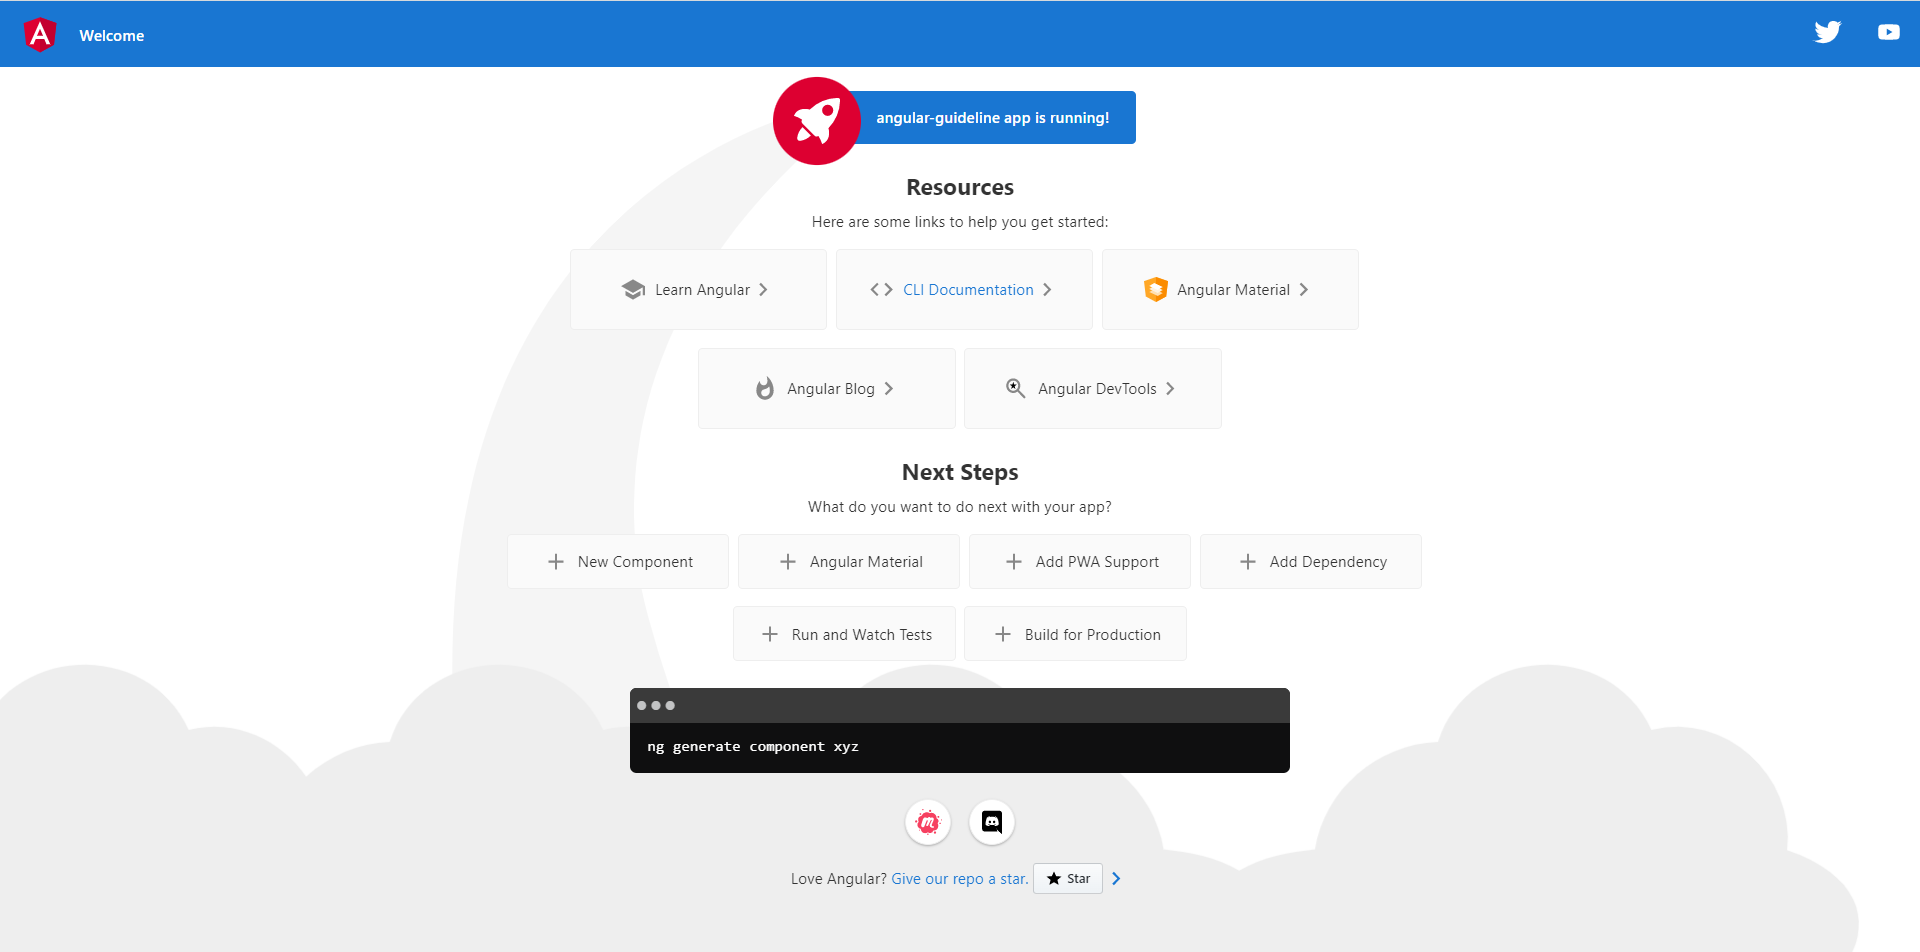 Welcome
angular-guideline app is running!
Resources
Here are some links to help you get started:
Learn Angular
CLI Documentation
Angular Material
Angular Blog
Angular DevTools
Next Steps
What do you want to do next with your app?
New Component
Angular Material
Add PWA Support
Add Dependency
Run and Watch Tests
Build for Production
ng generate component xyz
Love Angular? Give our repo a star. Star